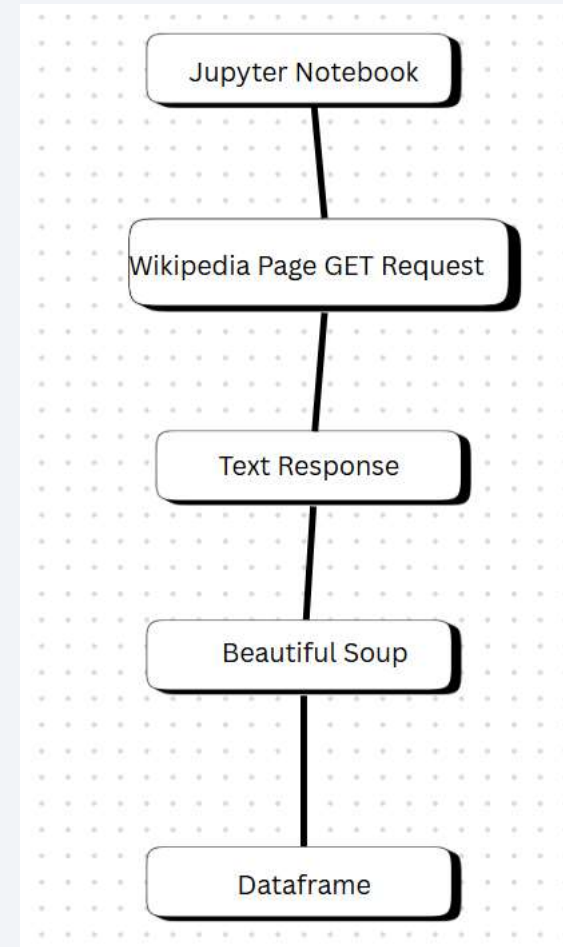 Jupyter Notebook
Wikipedia Page GET Request
Text Response
Beautiful Soup
Dataframe